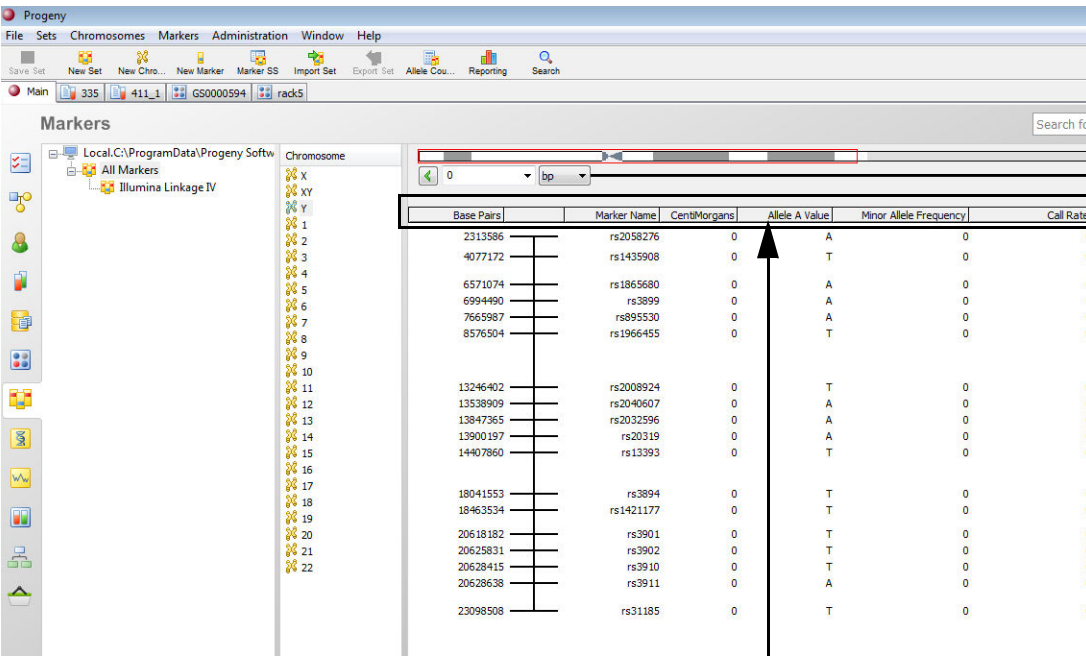 Progeny
File Sets Chromosomes Markers Administration Window Help
Save Set New Set New Chro... New Marker Marker SS Import Set Export Set Allele Cou... Reporting Search
Main 335 411_1 GS0000594 rack5
Markers
Search fo
Local.C:\ProgramData\Progeny Softw
All Markers
Illumina Linkage IV
Chromosome
X
XY
Y
1
2
3
4
5
6
7
8
9
10
11
12
13
14
15
16
17
18
19
20
21
22
0 bp
Base Pairs Marker Name CentiMorgans Allele A Value Minor Allele Frequency Call Rate
2313586 rs2058276 0 A 0
4077172 rs1435908 0 T 0
6571074 rs1865680 0 A 0
6994490 rs3899 0 A 0
7665987 rs895530 0 A 0
8576504 rs1966455 0 T 0
13246402 rs2008924 0 T 0
13538909 rs2040607 0 A 0
13847365 rs2032596 0 A 0
13900197 rs20319 0 A 0
14407860 rs13393 0 T 0
18041553 rs3894 0 T 0
18463534 rs1421177 0 T 0
20618182 rs3901 0 T 0
20625831 rs3902 0 T 0
20628415 rs3910 0 T 0
20628638 rs3911 0 A 0
23098508 rs31185 0 T 0